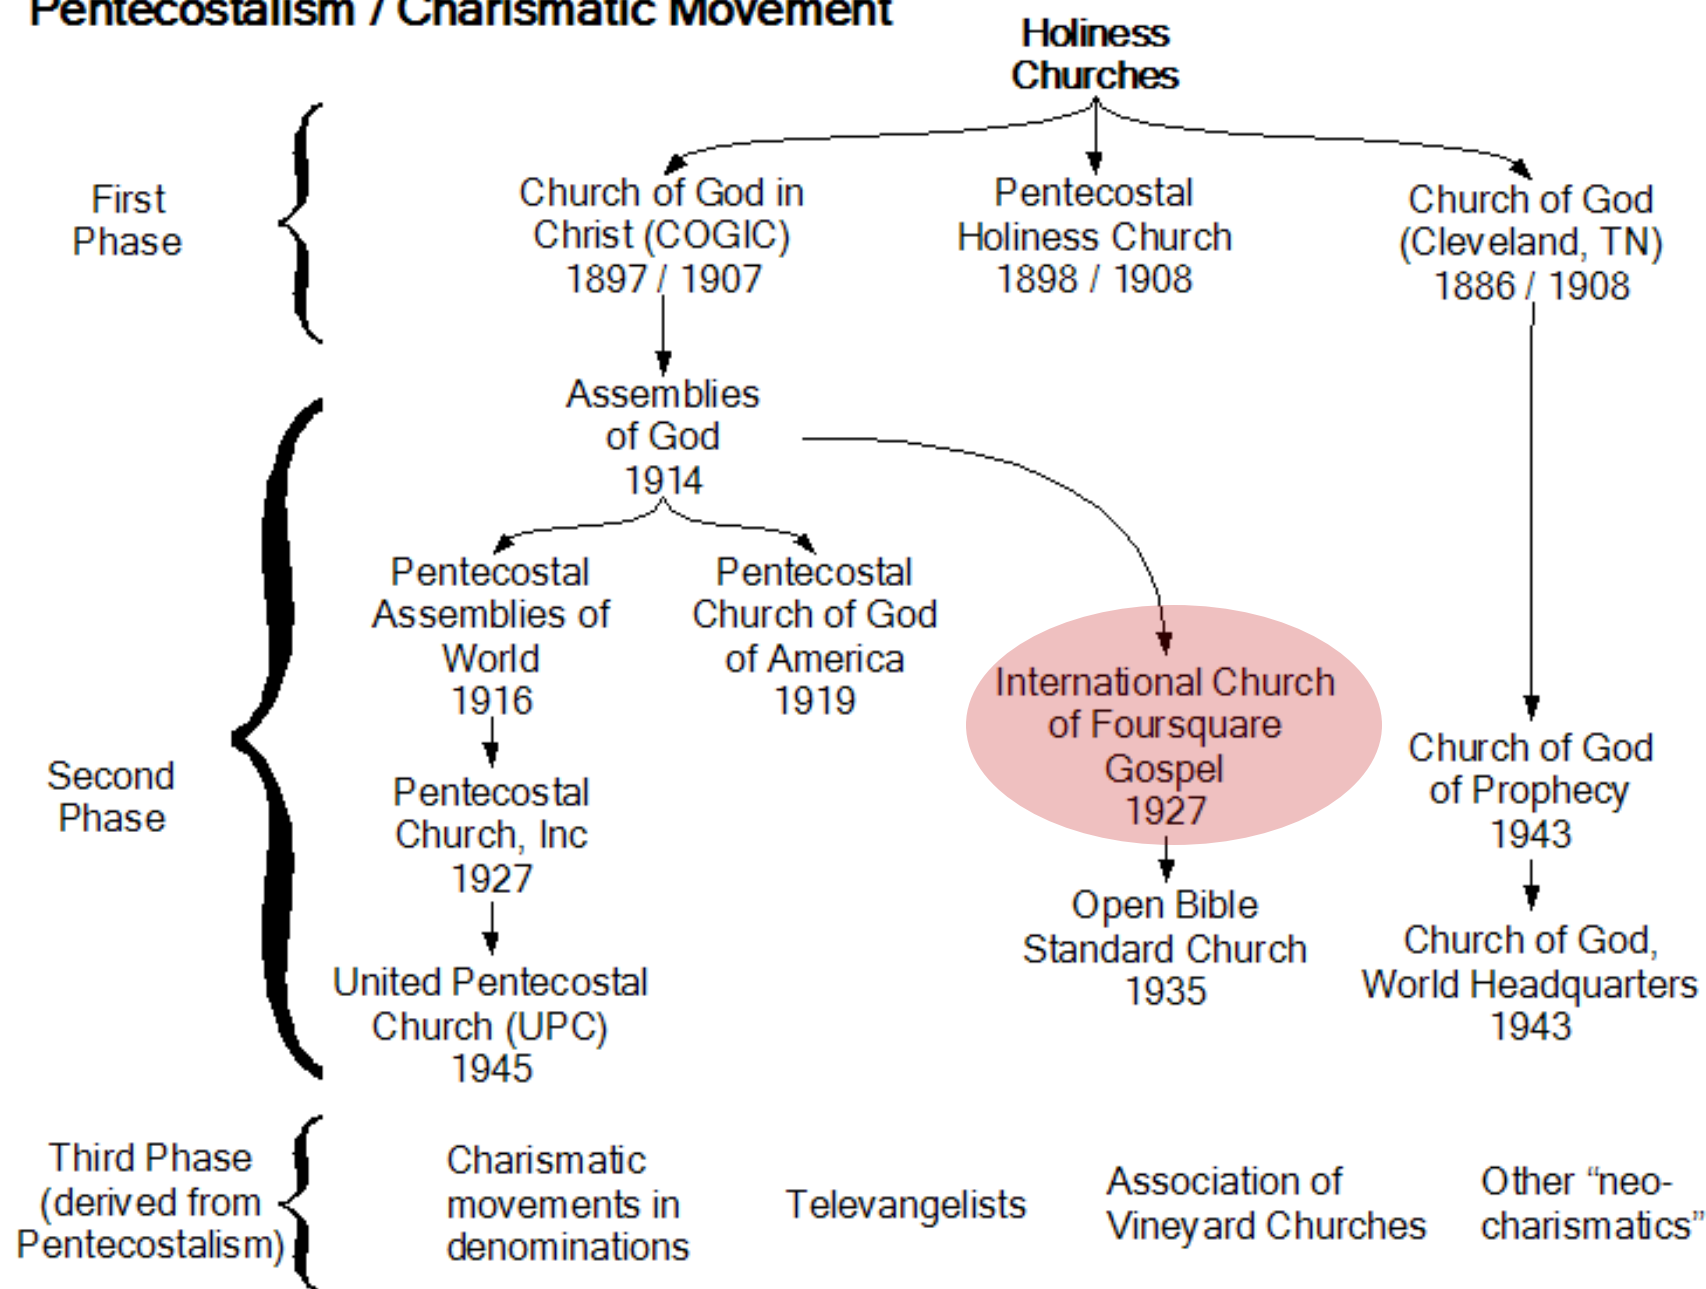 Pentecostalism / Charismatic Movement
Holiness
Churches
First
Phase
Church of God in
Christ (COGIC)
1897 / 1907
Pentecostal
Holiness Church
1898 / 1908
Church of God
(Cleveland, TN)
1886 / 1908
Second
Phase
Assemblies
of God
1914
Pentecostal
Assemblies of
World
1916
Pentecostal
Church of God
of America
1919
International Church
of Foursquare
Gospel
1927
Church of God
of Prophecy
1943
Pentecostal
Church, Inc
1927
Open Bible
Standard Church
1935
Church of God,
World Headquarters
1943
United Pentecostal
Church (UPC)
1945
Third Phase
(derived from
Pentecostalism)
Charismatic
movements in
denominations
Televangelists
Association of
Vineyard Churches
Other “neo-
charismatics”